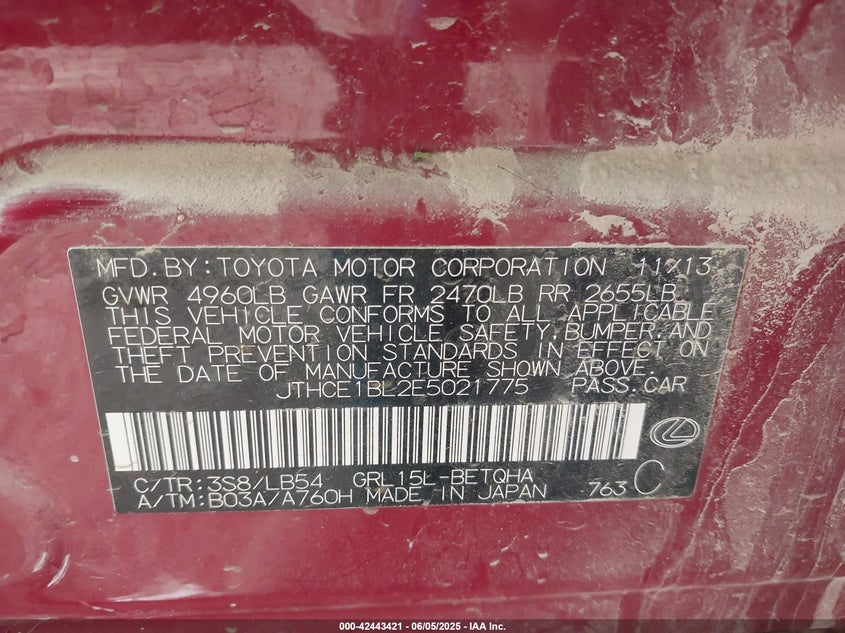 MFD.BY:TOYOTA MOTOR CORPORATION 11/13
GVWR 4960LB GAWR FR 2470LB RR 2655LB
THIS VEHICLE CONFORMS TO ALL APPLICABLE
FEDERAL MOTOR VEHICLE SAFETY,BUMPER,AND
THEFT PREVENTION STANDARDS IN EFFECT ON
THE DATE OF MANUFACTURE SHOWN ABOVE.
JTHCE1BL2E5021775 PASS.CAR
C/TR:3S8/LB54 GRL15L-BETQHA
A/TM:B03A/A760H MADE IN JAPAN 763 C
000-42443421 | 06/05/2025 - IAA Inc.